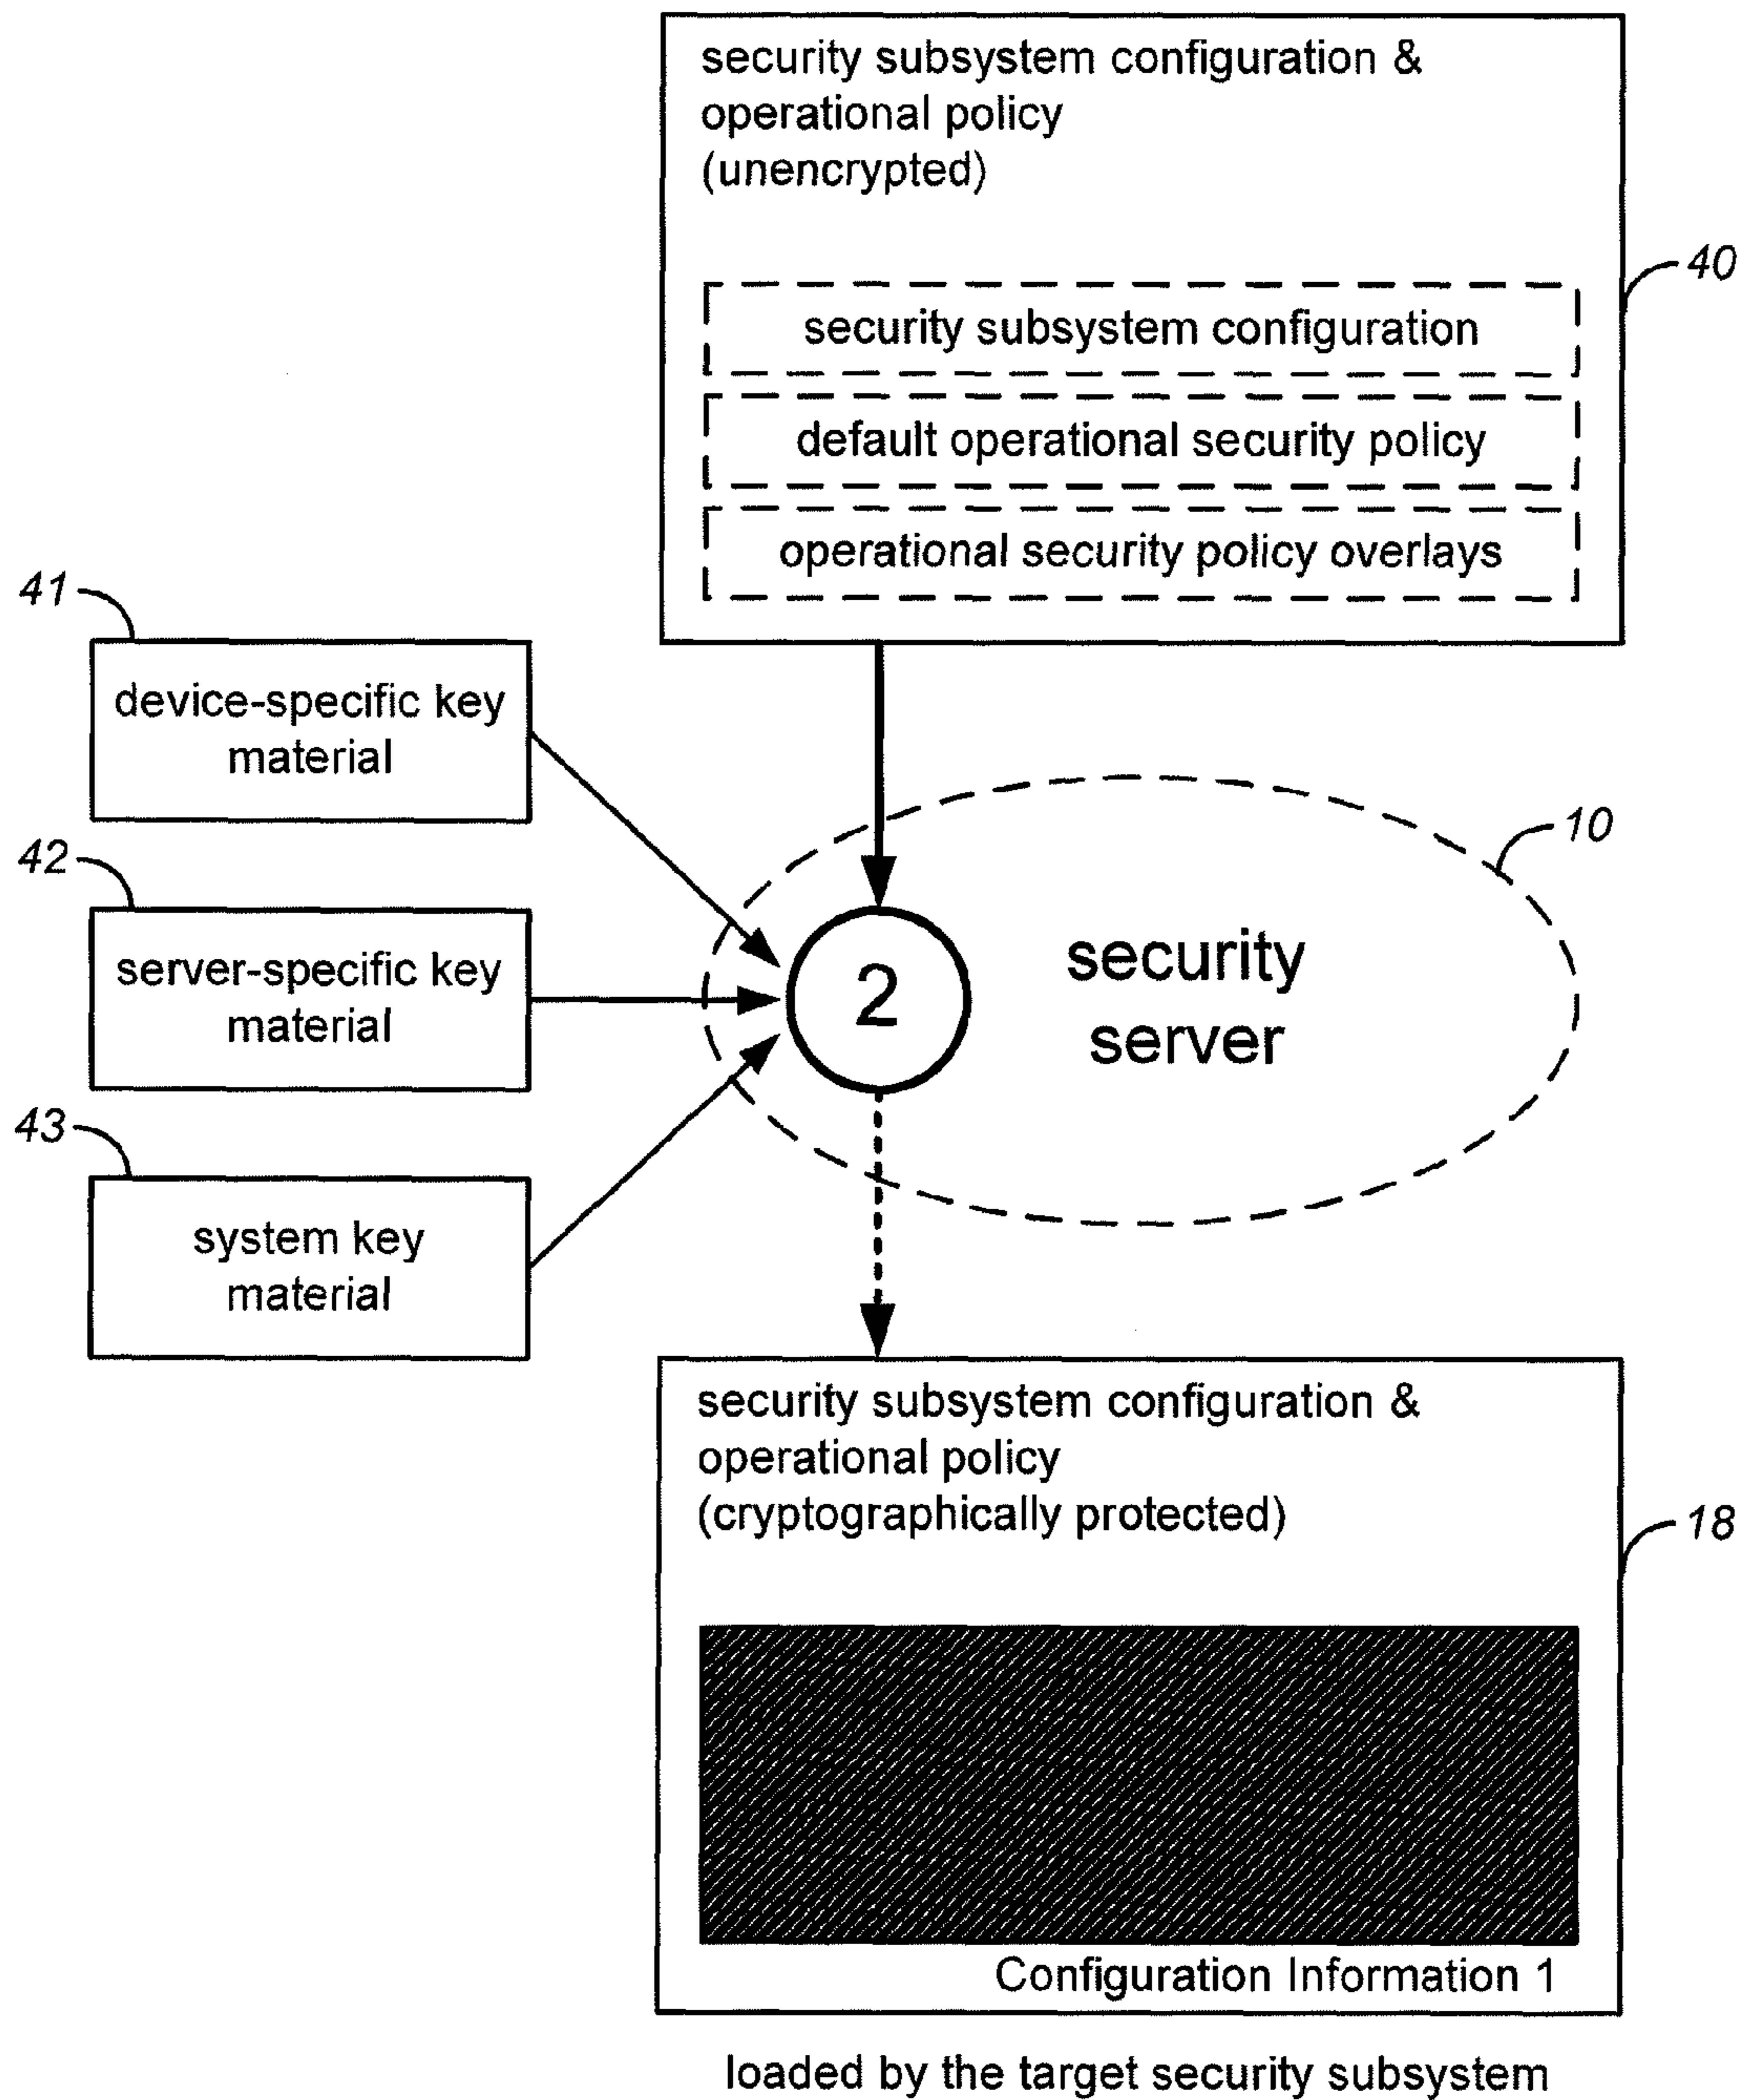 security subsystem configuration &
operational policy
(unencrypted)
40
security subsystem configuration
default operational security policy
operational security policy overlays
41
device-specific key
material
42
server-specific key
material
43
system key
material
10
2
security
server
security subsystem configuration &
operational policy
(cryptographically protected)
18
Configuration Information 1
loaded by the target security subsystem